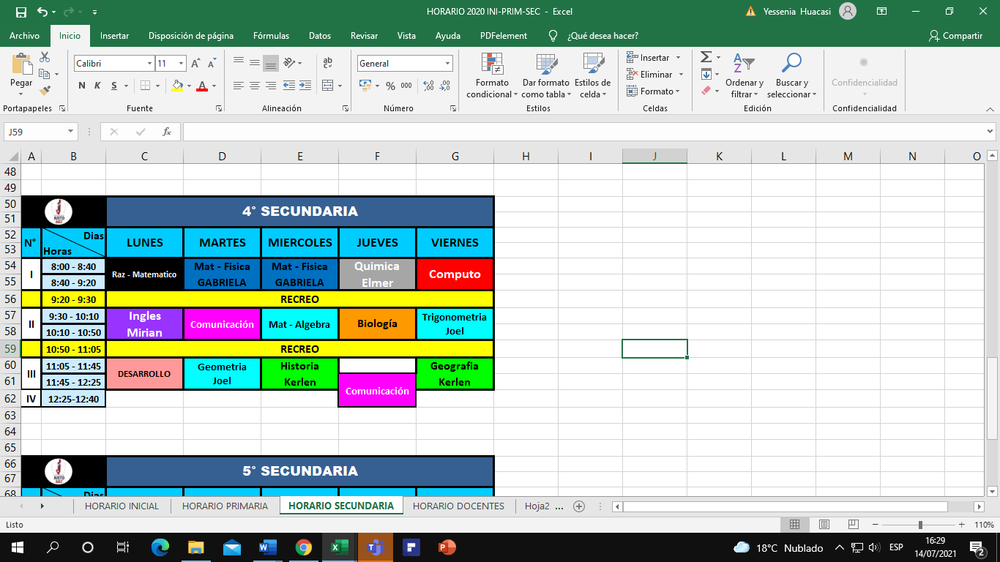 HORARIO 2020 INI-PRIM-SEC - Excel
Yessenia Huacasi
Archivo Inicio Insertar Disposición de página Fórmulas Datos Revisar Vista Ayuda PDFelement ¿Qué desea hacer? Compartir
Pegar
Calibri 11
N K S
ab
General
% 000
Formato condicional
Dar formato como tabla
Estilos de celda
Insertar
Eliminar
Formato
Ordenar y filtrar
Buscar y seleccionar
Confidencialidad
Portapapeles Fuente Alineación Número Estilos Celdas Edición Confidencialidad
J59 fx
A B C D E F G H I J K L M N O
48
49
50 4° SECUNDARIA
51 JUSTO
52 N° Dias LUNES MARTES MIERCOLES JUEVES VIERNES
53 Horas
54 I 8:00 - 8:40 Raz - Matematico Mat - Fisica Mat - Fisica Quimica Computo
55 8:40 - 9:20 GABRIELA GABRIELA Elmer
56 9:20 - 9:30 RECREO
57 II 9:30 - 10:10 Ingles Comunicación Mat - Algebra Biología Trigonometria
58 10:10 - 10:50 Mirian Joel
59 10:50 - 11:05 RECREO
60 III 11:05 - 11:45 DESARROLLO Geometria Historia Geografia
61 11:45 - 12:25 Joel Kerlen Comunicación Kerlen
62 IV 12:25-12:40
63
64
65
66 5° SECUNDARIA
67 JUSTO
68 Dias
HORARIO INICIAL HORARIO PRIMARIA HORARIO SECUNDARIA HORARIO DOCENTES Hoja2 ...
Listo 110%
18°C Nublado ESP 16:29
14/07/2021 2